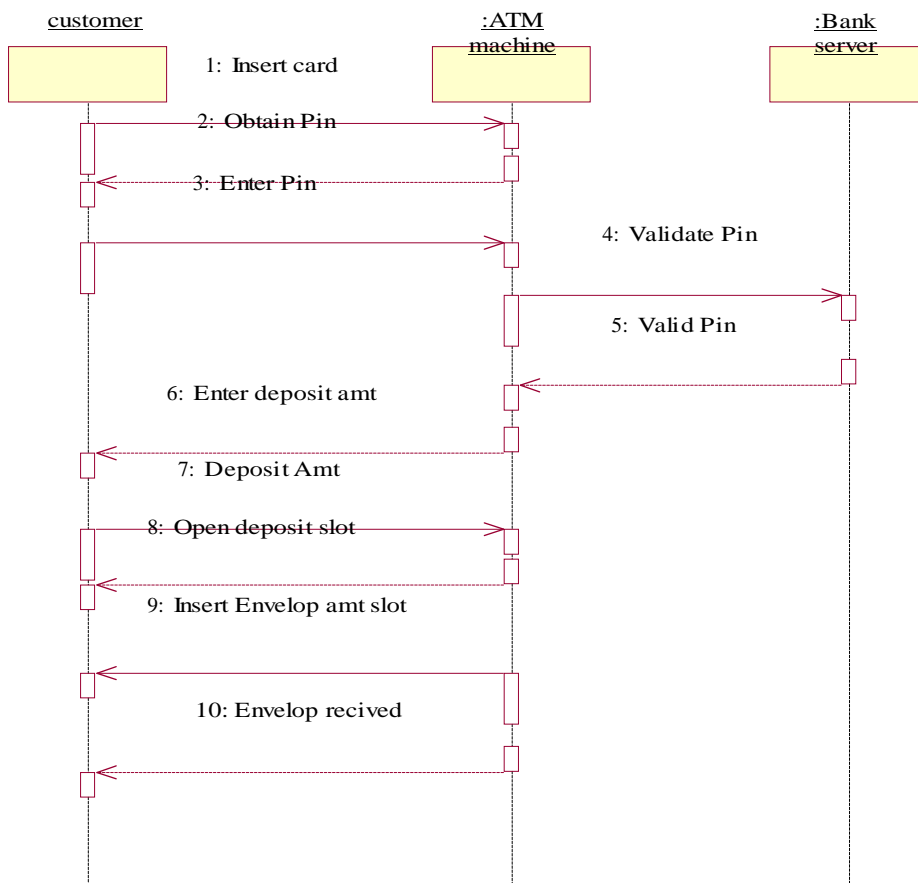 customer
:ATM
machine
:Bank
server
1: Insert card
2: Obtain Pin
3: Enter Pin
4: Validate Pin
5: Valid Pin
6: Enter deposit amt
7: Deposit Amt
8: Open deposit slot
9: Insert Envelop amt slot
10: Envelop recived